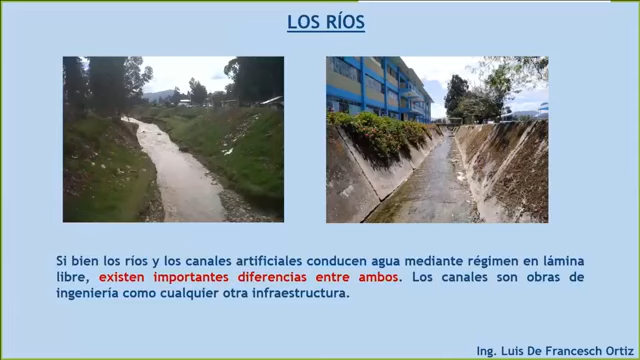 LOS RÍOS
Si bien los ríos y los canales artificiales conducen agua mediante régimen en lámina
libre, existen importantes diferencias entre ambos. Los canales son obras de
ingeniería como cualquier otra infraestructura.
Ing. Luis De Francesch Ortiz